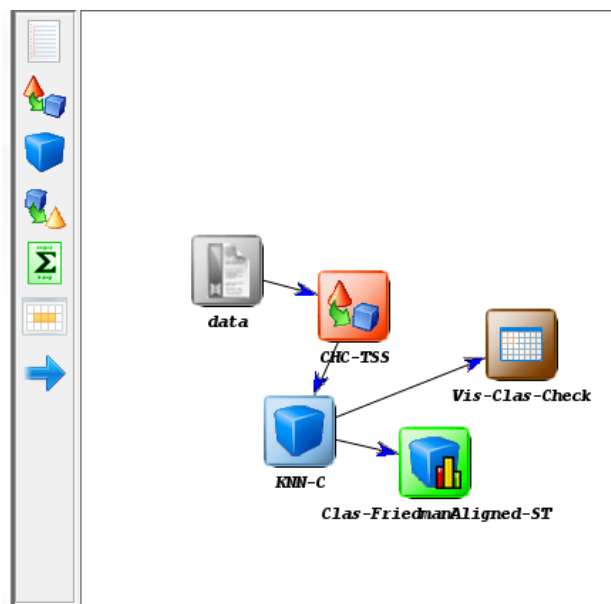 data
CHC-TSS
Vis-Clas-Check
KNN-C
Clas-FriedmanAligned-ST